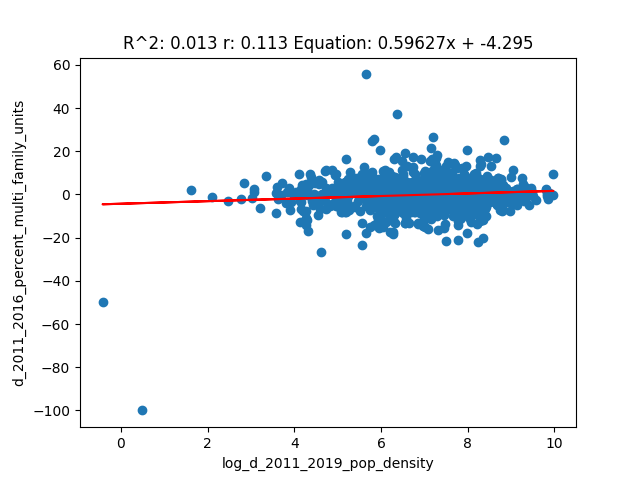 R^2: 0.013 r: 0.113 Equation: 0.59627x + -4.295
60
40
20
0
−20
−40
−60
−80
−100
d_2011_2016_percent_multi_family_units
0 2 4 6 8 10
log_d_2011_2019_pop_density